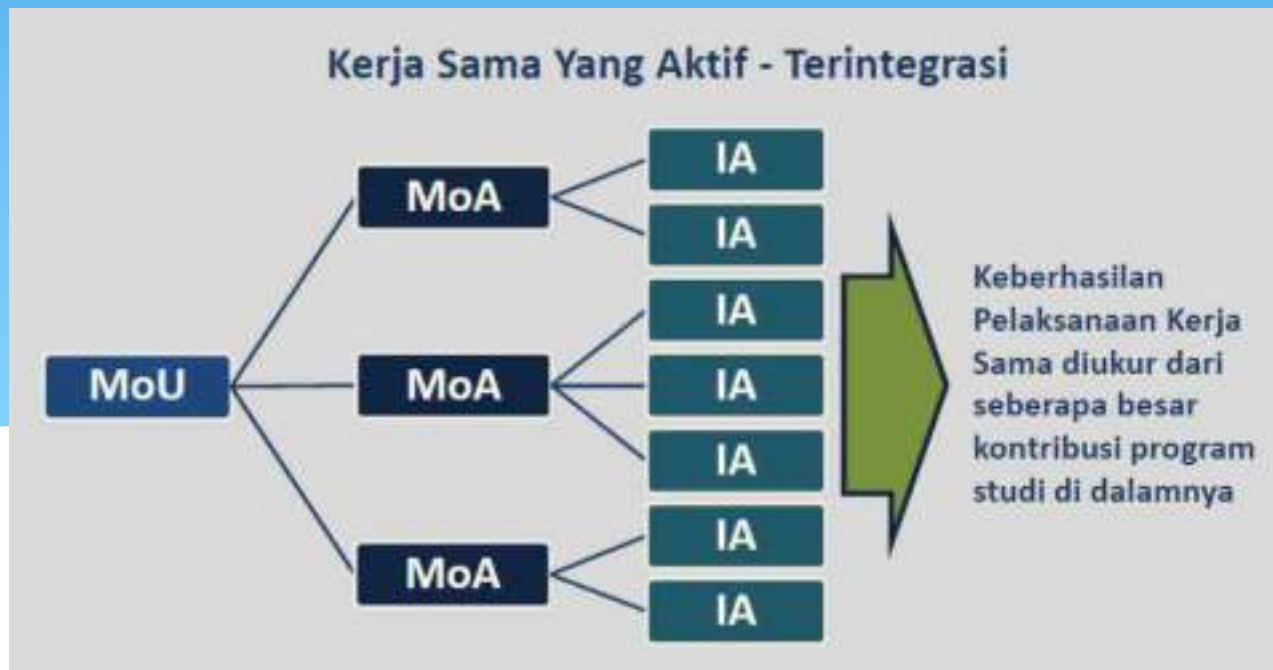 Kerja Sama Yang Aktif - Terintegrasi
MoU
MoA
IA
IA
MoA
IA
IA
IA
MoA
IA
IA
Keberhasilan
Pelaksanaan Kerja
Sama diukur dari
seberapa besar
kontribusi program
studi di dalamnya